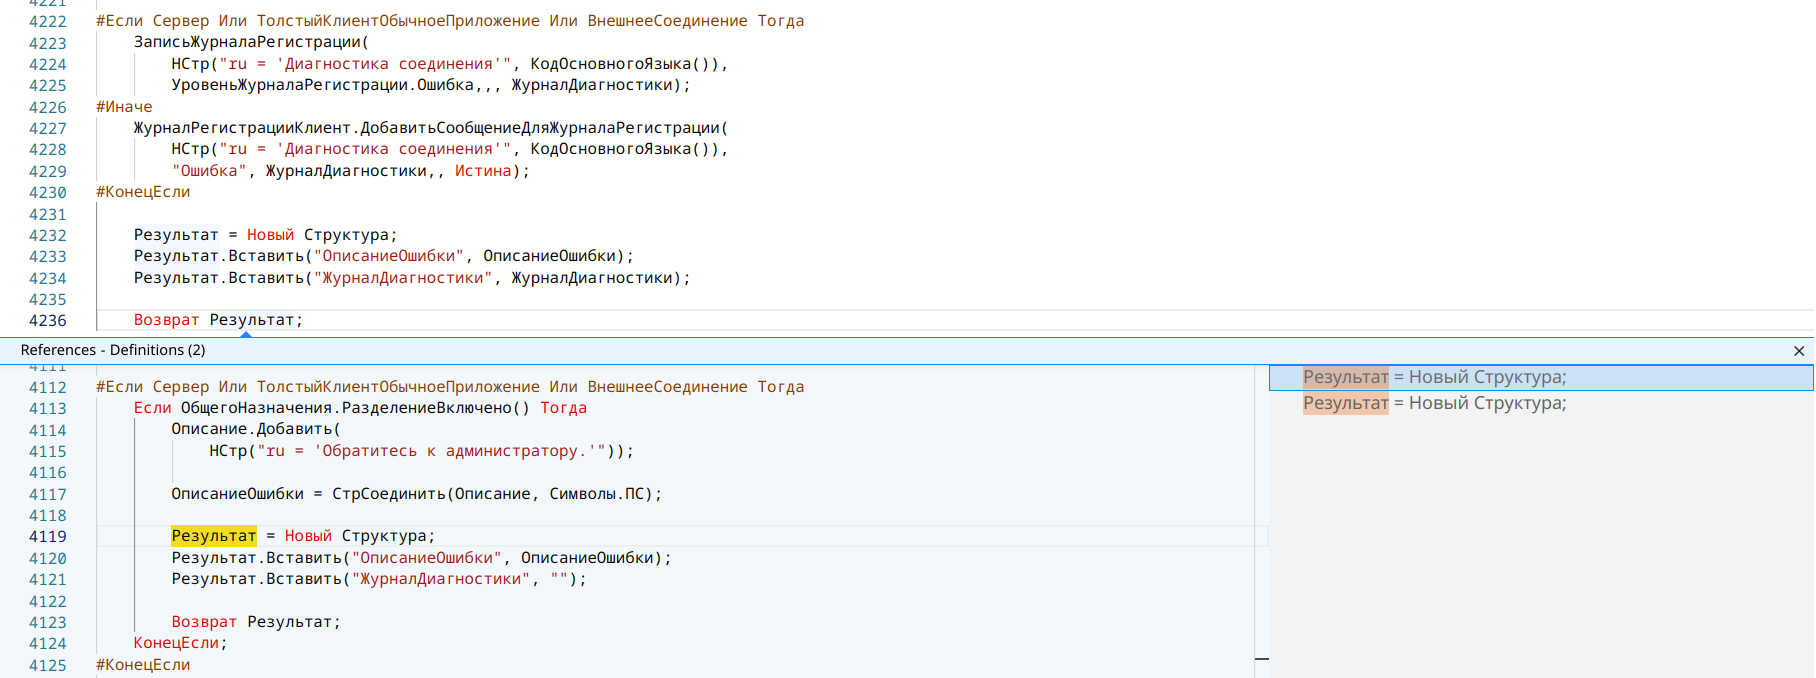 4221
4222 #Если Сервер Или ТолстыйКлиентОбычноеПриложение Или ВнешнееСоединение Тогда
4223 ЗаписьЖурналаРегистрации(
4224 НСтр("ru = 'Диагностика соединения'", КодОсновногоЯзыка()),
4225 УровеньЖурналаРегистрации.Ошибка,,, ЖурналДиагностики);
4226 #Иначе
4227 ЖурналРегистрацииКлиент.ДобавитьСообщениеДляЖурналаРегистрации(
4228 НСтр("ru = 'Диагностика соединения'", КодОсновногоЯзыка()),
4229 "Ошибка", ЖурналДиагностики,, Истина);
4230 #КонецЕсли
4231
4232 Результат = Новый Структура;
4233 Результат.Вставить("ОписаниеОшибки", ОписаниеОшибки);
4234 Результат.Вставить("ЖурналДиагностики", ЖурналДиагностики);
4235
4236 Возврат Результат;
References - Definitions (2)
4111
4112 #Если Сервер Или ТолстыйКлиентОбычноеПриложение Или ВнешнееСоединение Тогда
4113 Если ОбщегоНазначения.РазделениеВключено() Тогда
4114 Описание.Добавить(
4115 НСтр("ru = 'Обратитесь к администратору.'"));
4116
4117 ОписаниеОшибки = СтрСоединить(Описание, Символы.ПС);
4118
4119 Результат = Новый Структура;
4120 Результат.Вставить("ОписаниеОшибки", ОписаниеОшибки);
4121 Результат.Вставить("ЖурналДиагностики", "");
4122
4123 Возврат Результат;
4124 КонецЕсли;
4125 #КонецЕсли
Результат = Новый Структура;
Результат = Новый Структура;